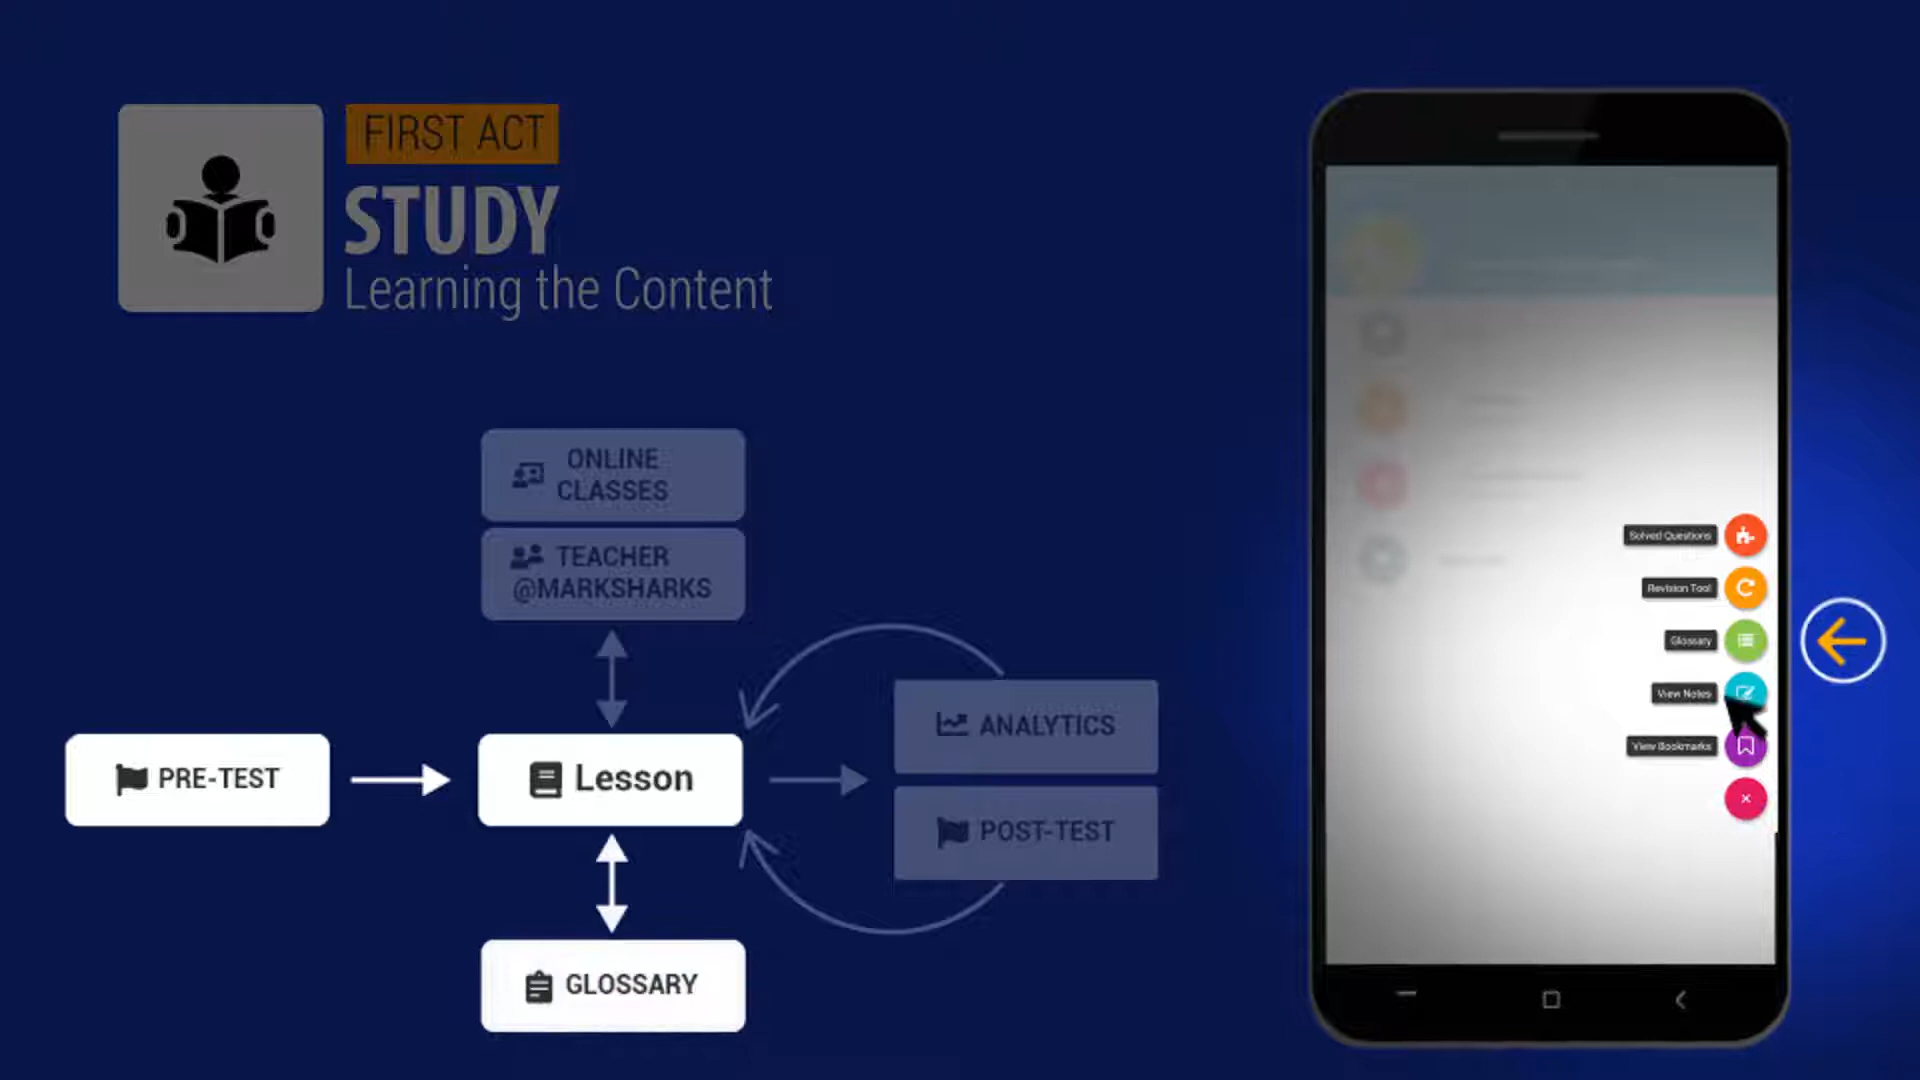 FIRST ACT
STUDY
Learning the Content
ONLINE
CLASSES
TEACHER
@MARKSHARKS
PRE-TEST
Lesson
ANALYTICS
POST-TEST
GLOSSARY
Solved Questions
Revision Tool
Glossary
View Notes
View Bookmarks